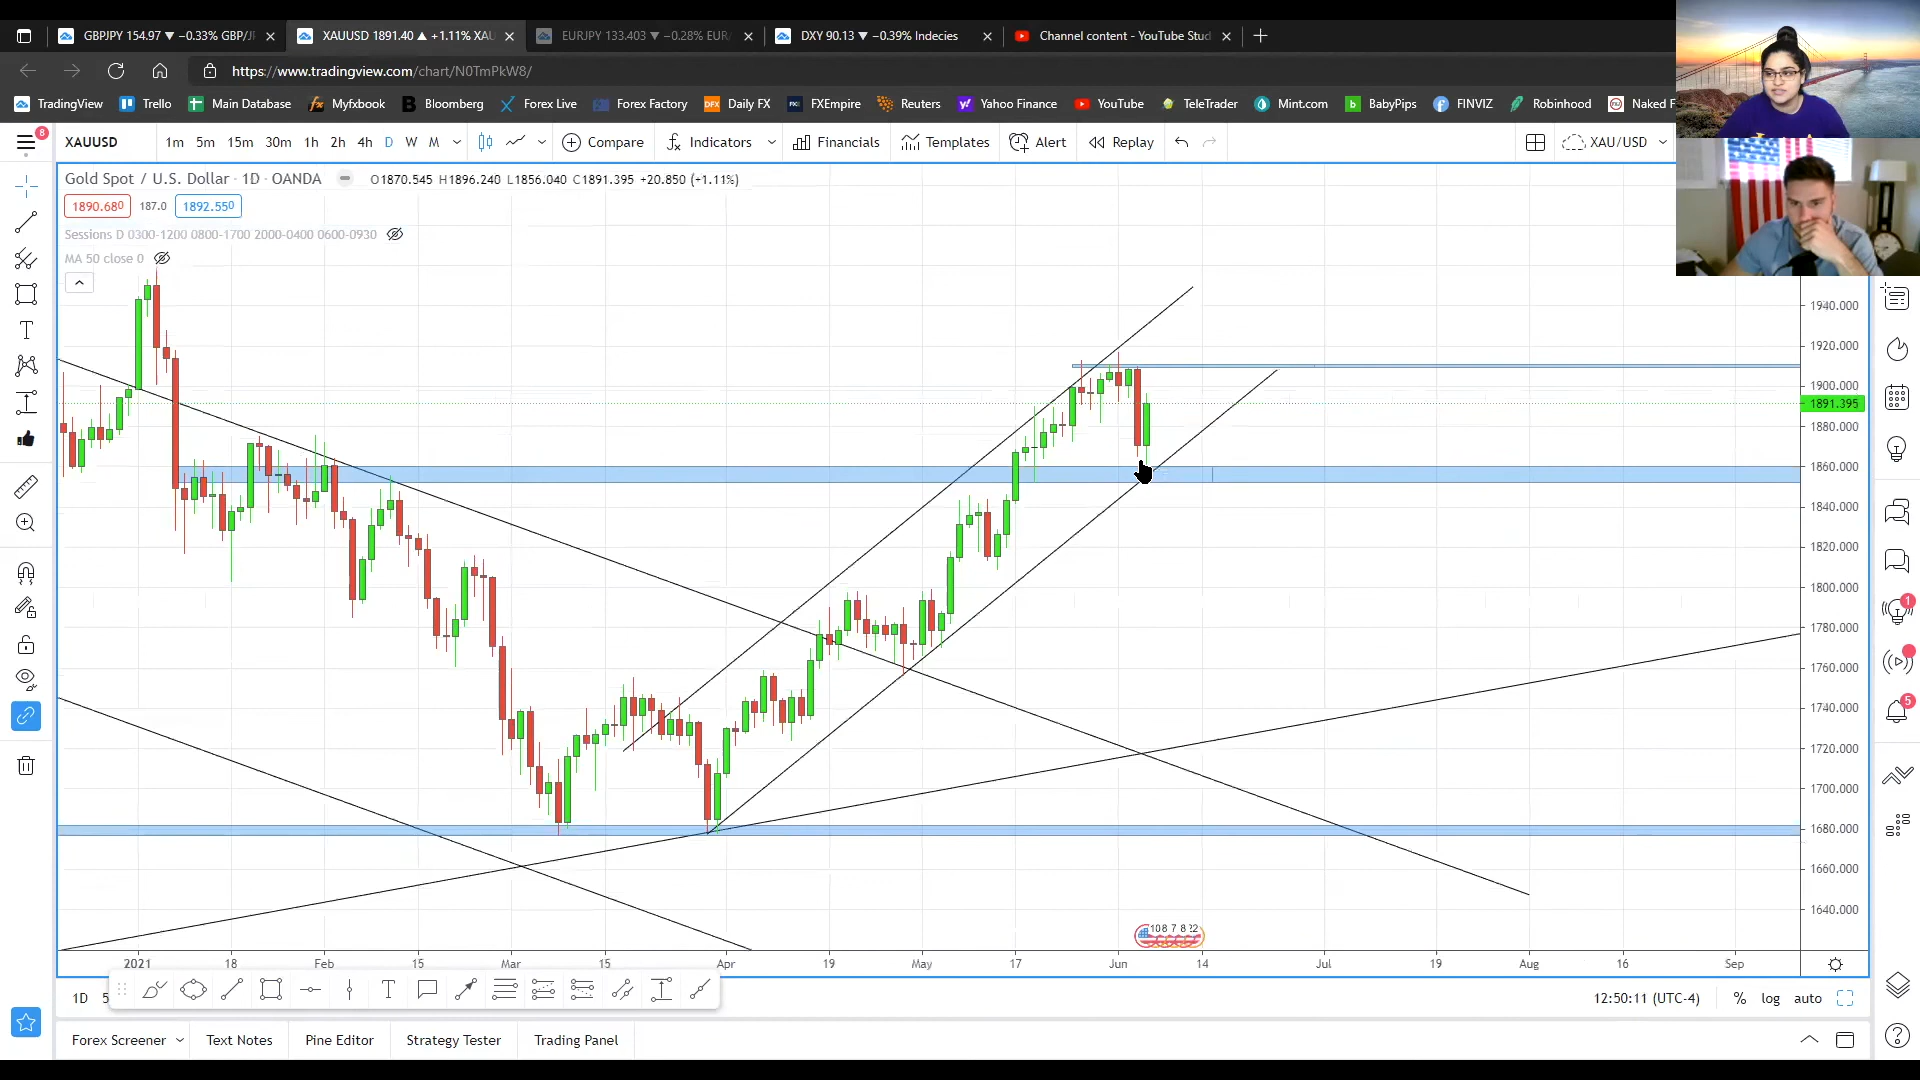 GBPJPY 154.97 ▼ −0.33% GBP/JP
XAUUSD 1891.40 ▲ +1.11% XAU
EURJPY 133.403 ▼ −0.28% EUR/
DXY 90.13 ▼ −0.39% Indecies
Channel content - YouTube Stud
https://www.tradingview.com/chart/N0TmPkW8/
TradingView Trello Main Database Myfxbook Bloomberg Forex Live Forex Factory Daily FX FXEmpire Reuters Yahoo Finance YouTube TeleTrader Mint.com BabyPips FINVIZ Robinhood Naked F
8
XAUUSD 1m 5m 15m 30m 1h 2h 4h D W M Compare Indicators Financials Templates Alert Replay XAU/USD
Gold Spot / U.S. Dollar · 1D · OANDA O1870.545 H1896.240 L1856.040 C1891.395 +20.850 (+1.11%)
1890.680 187.0 1892.550
Sessions D 0300-1200 0800-1700 2000-0400 0600-0930
MA 50 close 0
1940.000
1920.000
1900.000
1891.395
1880.000
1860.000
1840.000
1820.000
1800.000
1780.000
1760.000
1740.000
1720.000
1700.000
1680.000
1660.000
1640.000
1
5
2021 18 Feb 15 Mar 15 Apr 19 May 17 Jun 14 Jul 19 Aug 16 Sep
1D 5
12:50:11 (UTC-4) % log auto
Forex Screener Text Notes Pine Editor Strategy Tester Trading Panel